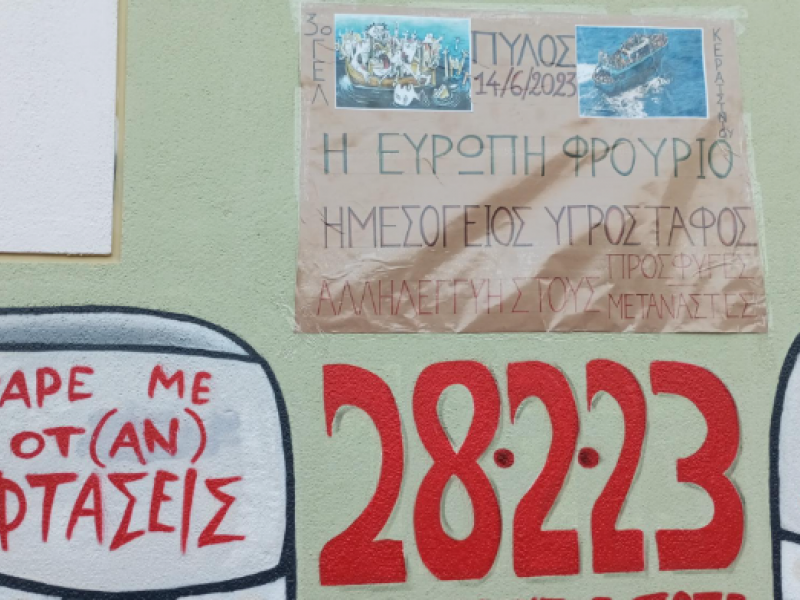 3ο ΓΕΛ
ΚΕΡΑΤΣΙΝΙΟΥ
ΠΥΛΟΣ
14/6/2023
Η ΕΥΡΩΠΗ ΦΡΟΥΡΙΟ
Η ΜΕΣΟΓΕΙΟΣ ΥΓΡΟΣ ΤΑΦΟΣ
ΑΛΛΗΛΕΓΓΥΗ ΣΤΟΥΣ
ΠΡΟΣΦΥΓΕΣ
ΜΕΤΑΝΑΣΤΕΣ
ΑΡΕ ΜΕ
ΟΤ(ΑΝ)
ΦΤΑΣΕΙΣ
28·2·23